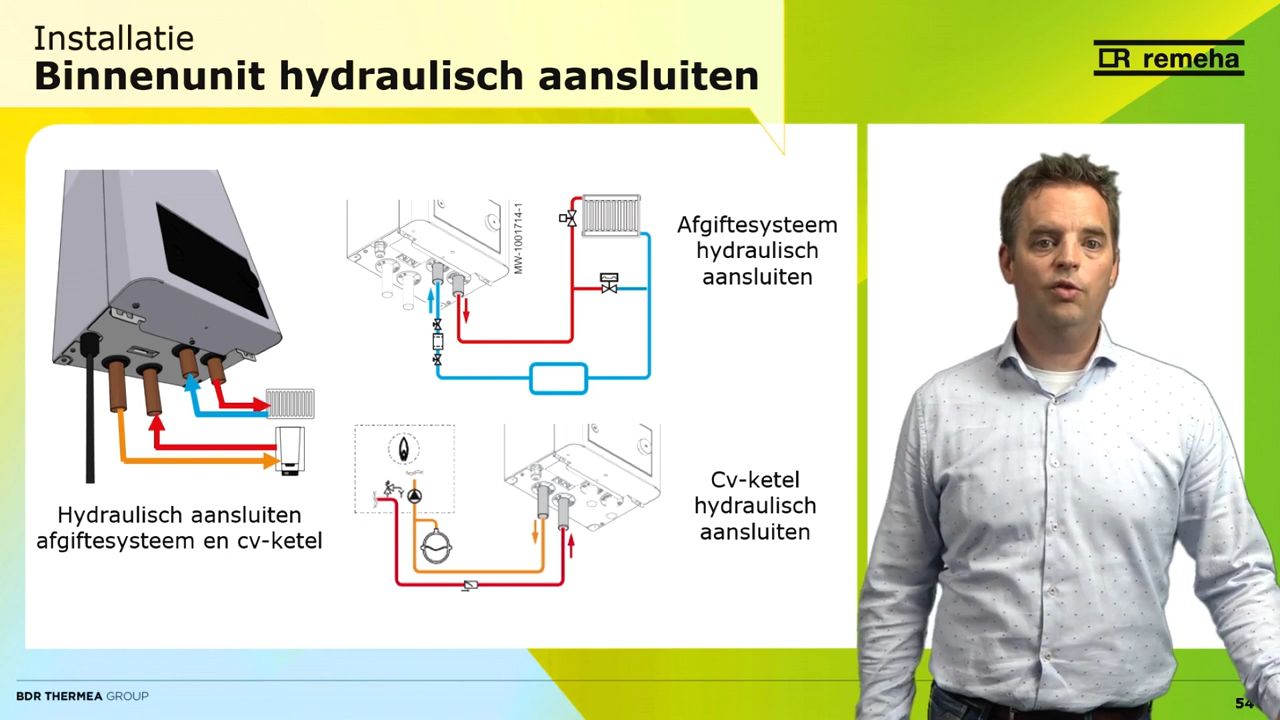 Installatie
Binnenunit hydraulisch aansluiten
remeha
MW-1001714-1
Afgiftesysteem
hydraulisch
aansluiten
Cv-ketel
hydraulisch
aansluiten
Hydraulisch aansluiten
afgiftesysteem en cv-ketel
BDR THERMEA GROUP
54